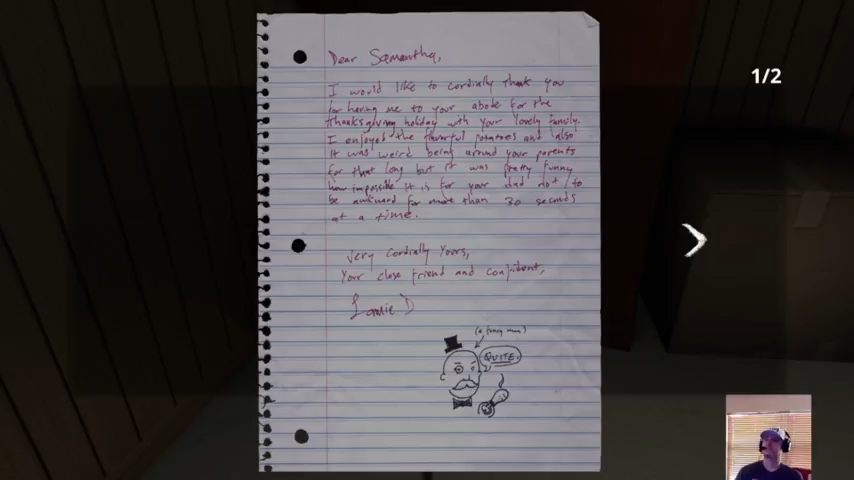 1/2
Dear Samantha,
I would like to cordially thank you
for having me to your abode for the
thanksgiving holiday with your lovely family.
I enjoyed the flavorful potatoes and also
it was weird being around your parents
for that long but it was pretty funny
how impossible it is for your dad not to
be awkward for more than 30 seconds
at a time.
Very Cordially Yours,
Your close friend and confident,
Lonnie D
(a fancy man)
QUITE.